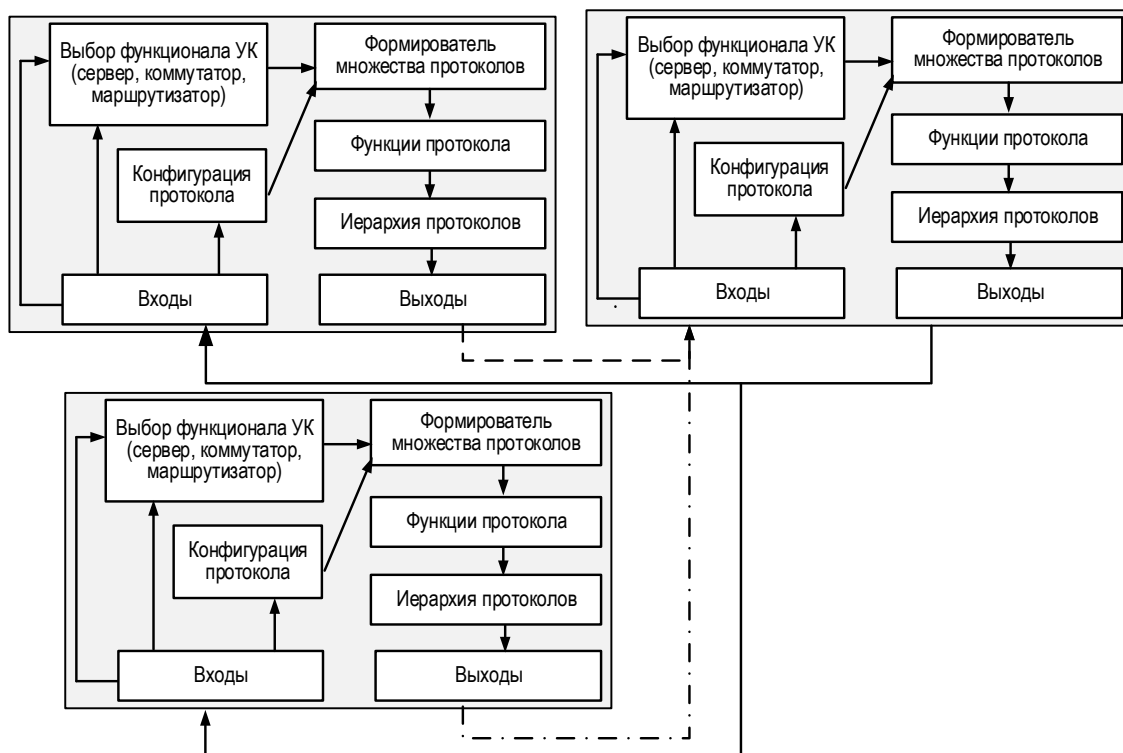 Выбор функционала УК
(сервер, коммутатор,
маршрутизатор)
Формирователь
множества протоколов
Функции протокола
Конфигурация
протокола
Иерархия протоколов
Входы
Выходы
Выбор функционала УК
(сервер, коммутатор,
маршрутизатор)
Формирователь
множества протоколов
Функции протокола
Конфигурация
протокола
Иерархия протоколов
Входы
Выходы
Выбор функционала УК
(сервер, коммутатор,
маршрутизатор)
Формирователь
множества протоколов
Функции протокола
Конфигурация
протокола
Иерархия протоколов
Входы
Выходы